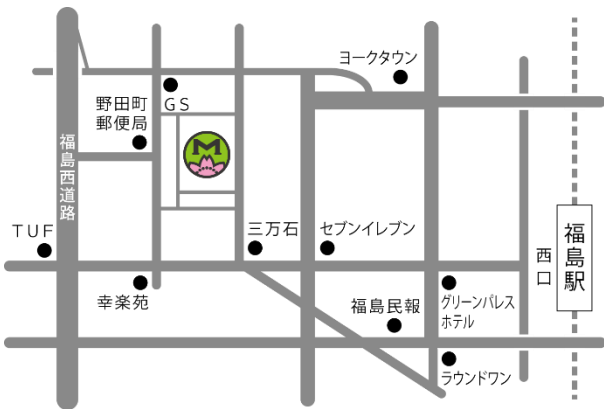 ヨークタウン
野田町
郵便局
GS
M
福島西道路
TUF
三万石
セブンイレブン
西口
福島駅
幸楽苑
福島民報
グリーンパレス
ホテル
ラウンドワン